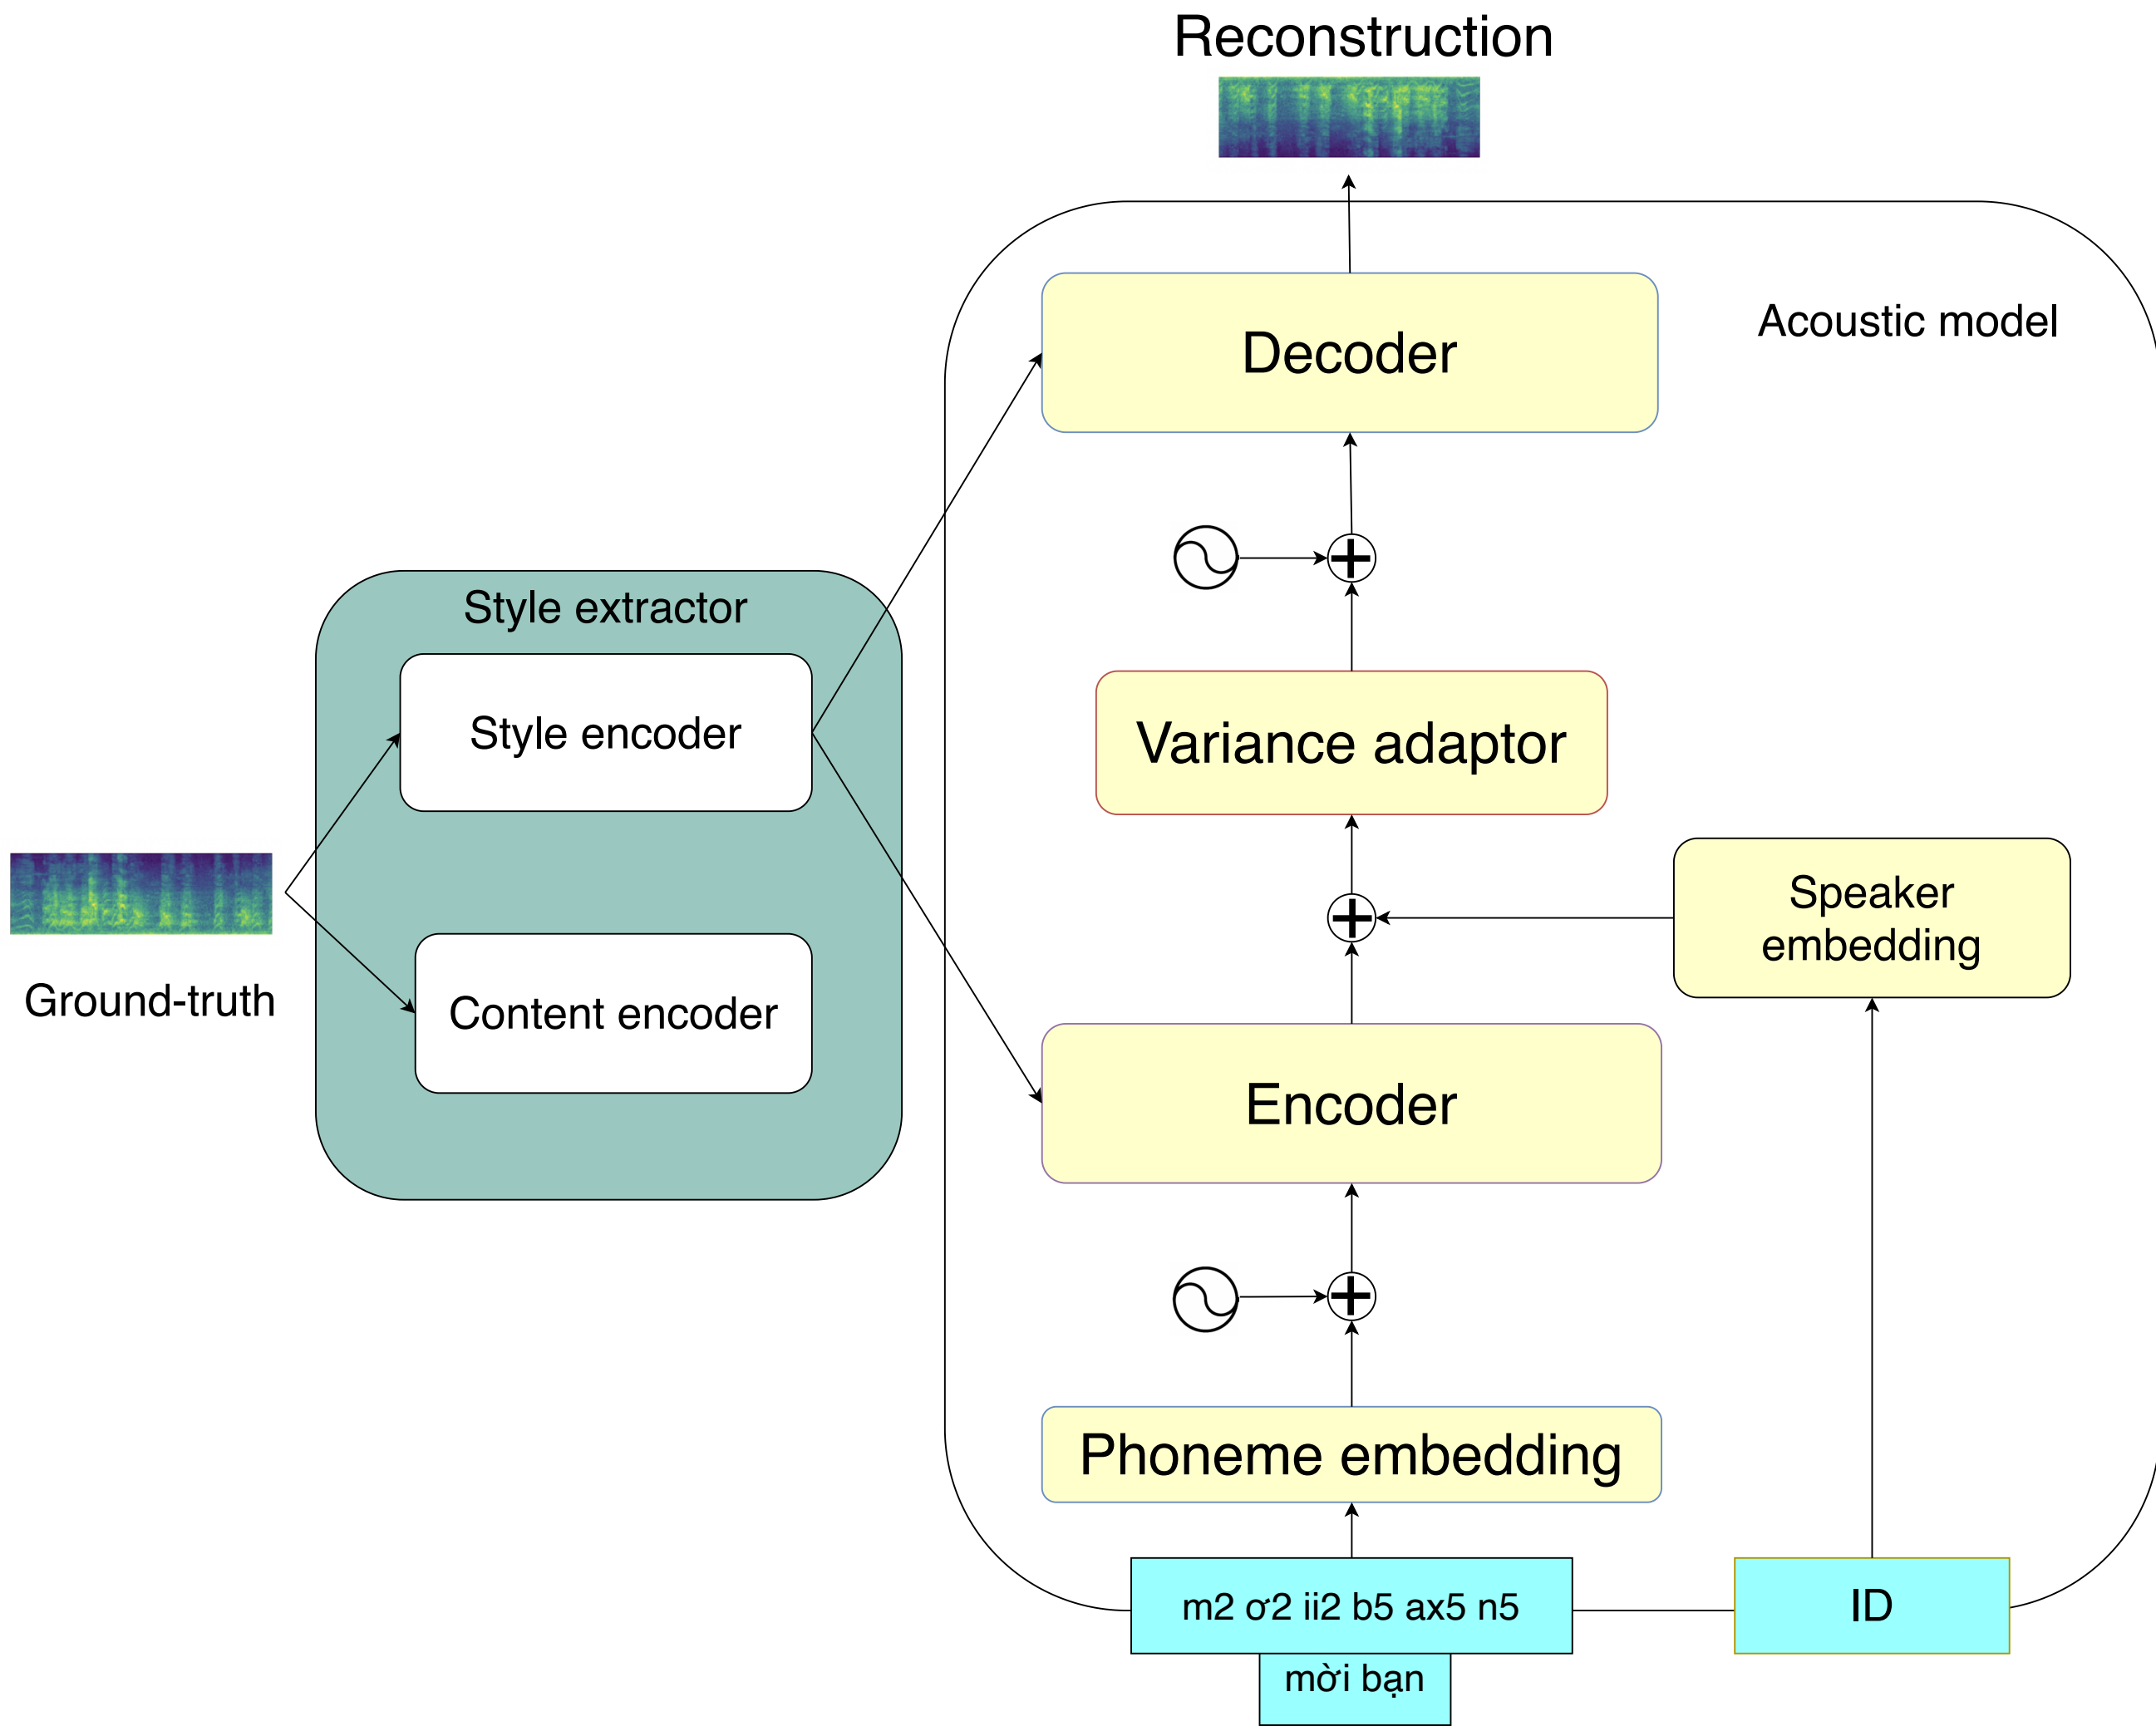 Reconstruction
Acoustic model
Decoder
Style extractor
Style encoder
Variance adaptor
Speaker
embedding
Ground-truth
Content encoder
Encoder
Phoneme embedding
m2 ơ2 ii2 b5 ax5 n5
ID
mời bạn